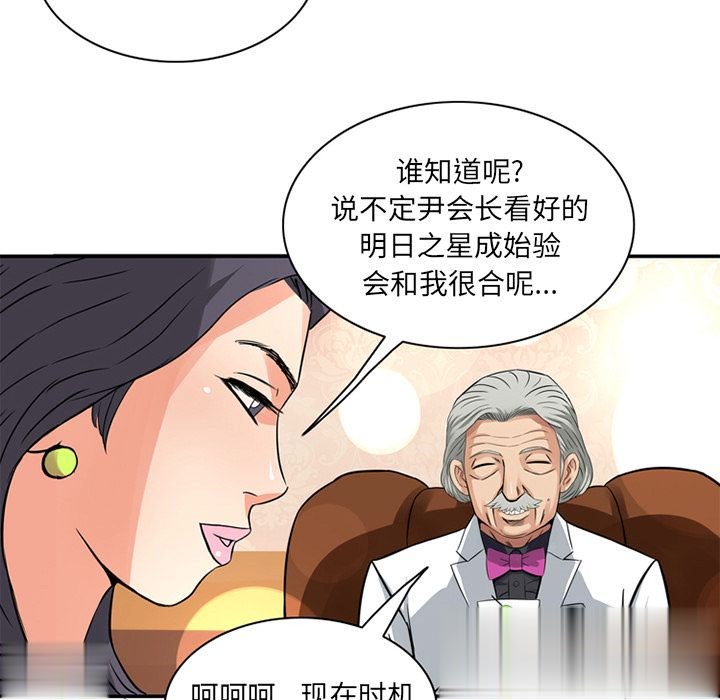 谁知道呢?
说不定尹会长看好的
明日之星成始验
会和我很合呢...
呵呵呵 现在时机